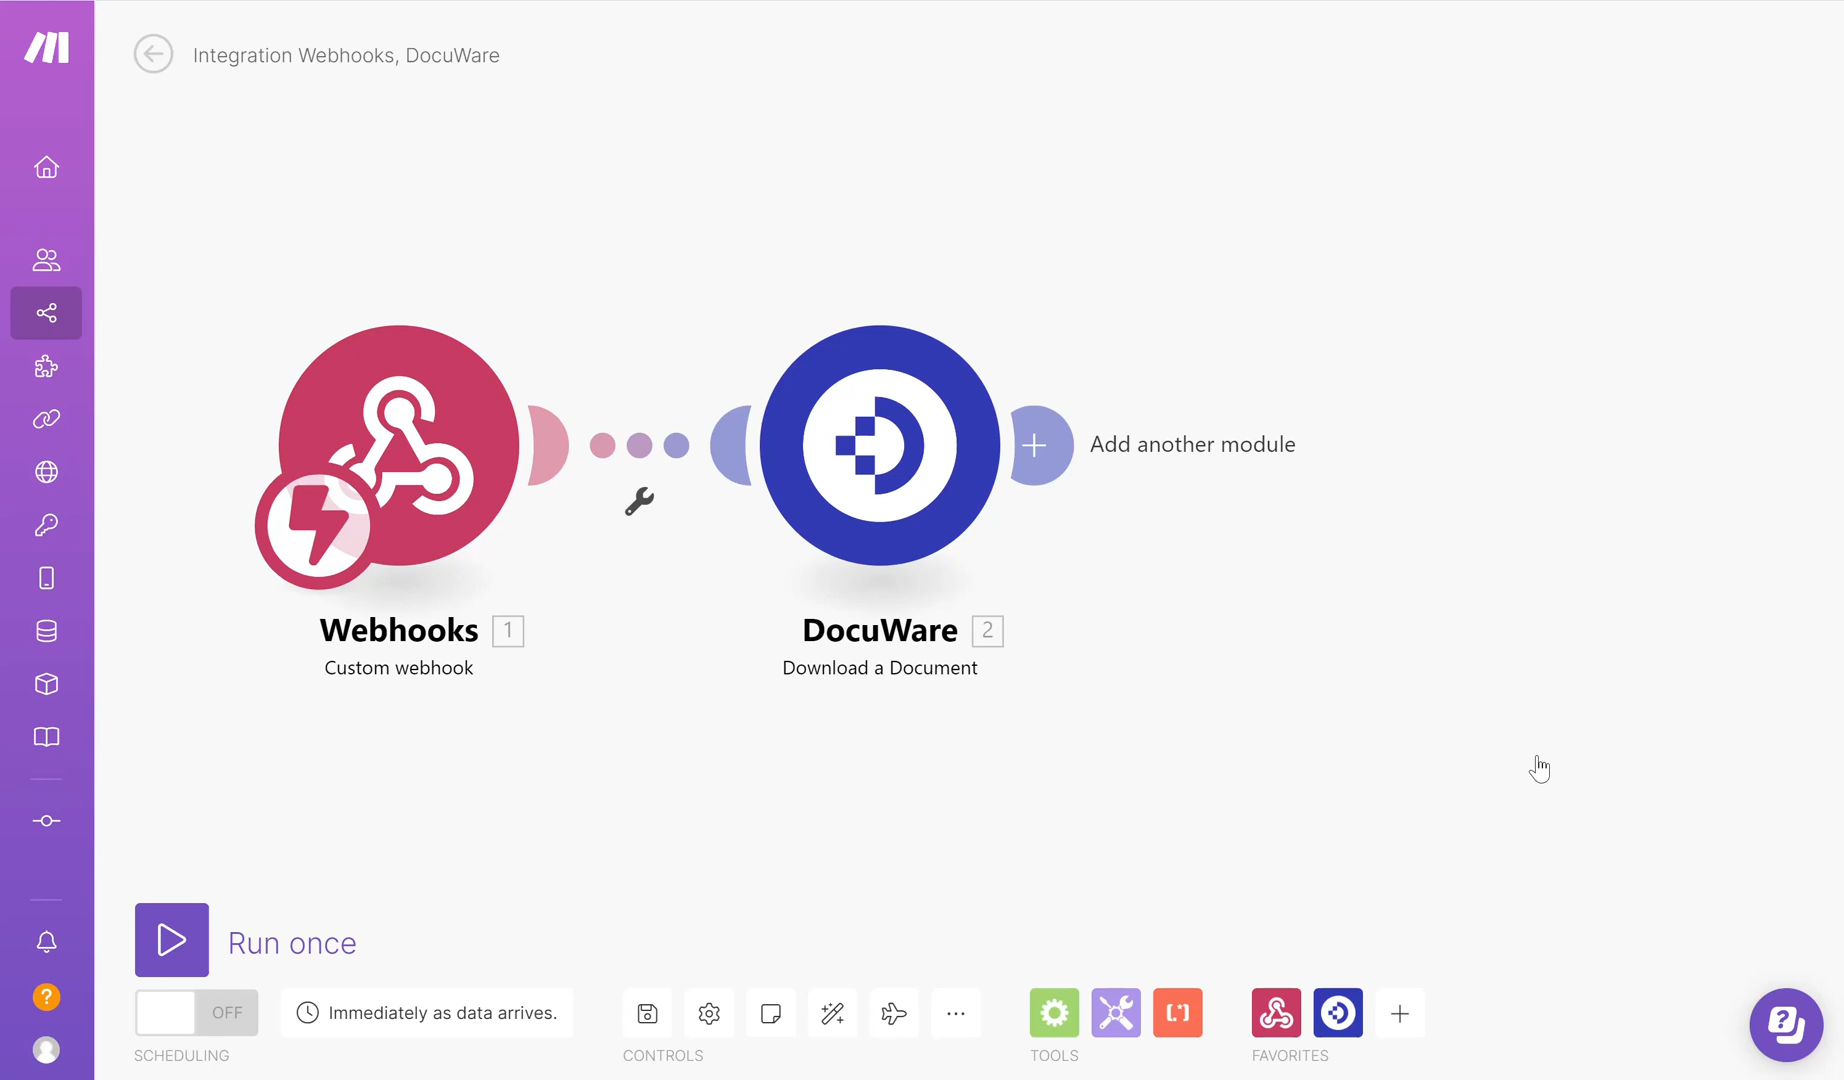 Integration Webhooks, DocuWare
Add another module
Webhooks 1
Custom webhook
DocuWare 2
Download a Document
Run once
OFF
Immediately as data arrives.
SCHEDULING
CONTROLS
TOOLS
[.*]
FAVORITES
?
?